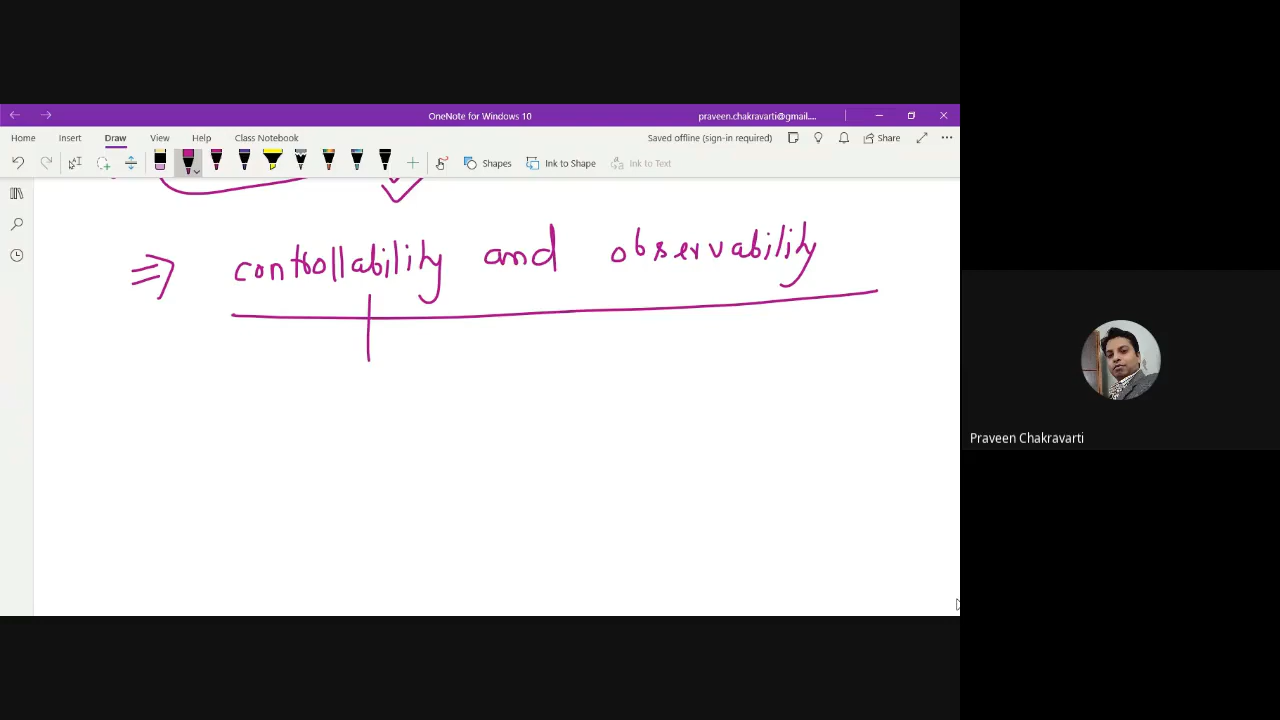 OneNote for Windows 10
praveen.chakravarti@gmail....
Home Insert Draw View Help Class Notebook
Saved offline (sign-in required) Share
Shapes Ink to Shape Ink to Text
⇒ controllability and observability
Praveen Chakravarti